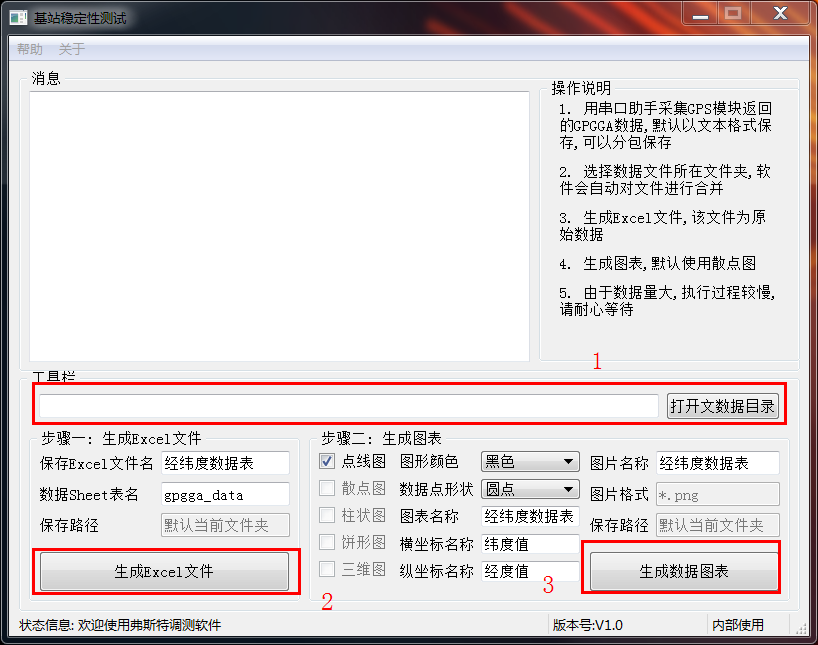 基站稳定性测试
帮助 关于
消息
操作说明
1. 用串口助手采集GPS模块返回
的GPGGA数据,默认以文本格式保
存,可以分包保存
2. 选择数据文件所在文件夹,软
件会自动对文件进行合并
3. 生成Excel文件,该文件为原
始数据
4. 生成图表,默认使用散点图
5. 由于数据量大,执行过程较慢,
请耐心等待
1
工具栏
打开文数据目录
步骤一: 生成Excel文件
保存Excel文件名 经纬度数据表
数据Sheet表名 gpgga_data
保存路径 默认当前文件夹
生成Excel文件
2
步骤二: 生成图表
点线图 图形颜色 黑色 图片名称 经纬度数据表
散点图 数据点形状 圆点 图片格式 *.png
柱状图 图表名称 经纬度数据表 保存路径 默认当前文件夹
饼形图 横坐标名称 纬度值
三维图 纵坐标名称 经度值
3
生成数据图表
状态信息: 欢迎使用弗斯特调测软件 版本号:V1.0 内部使用